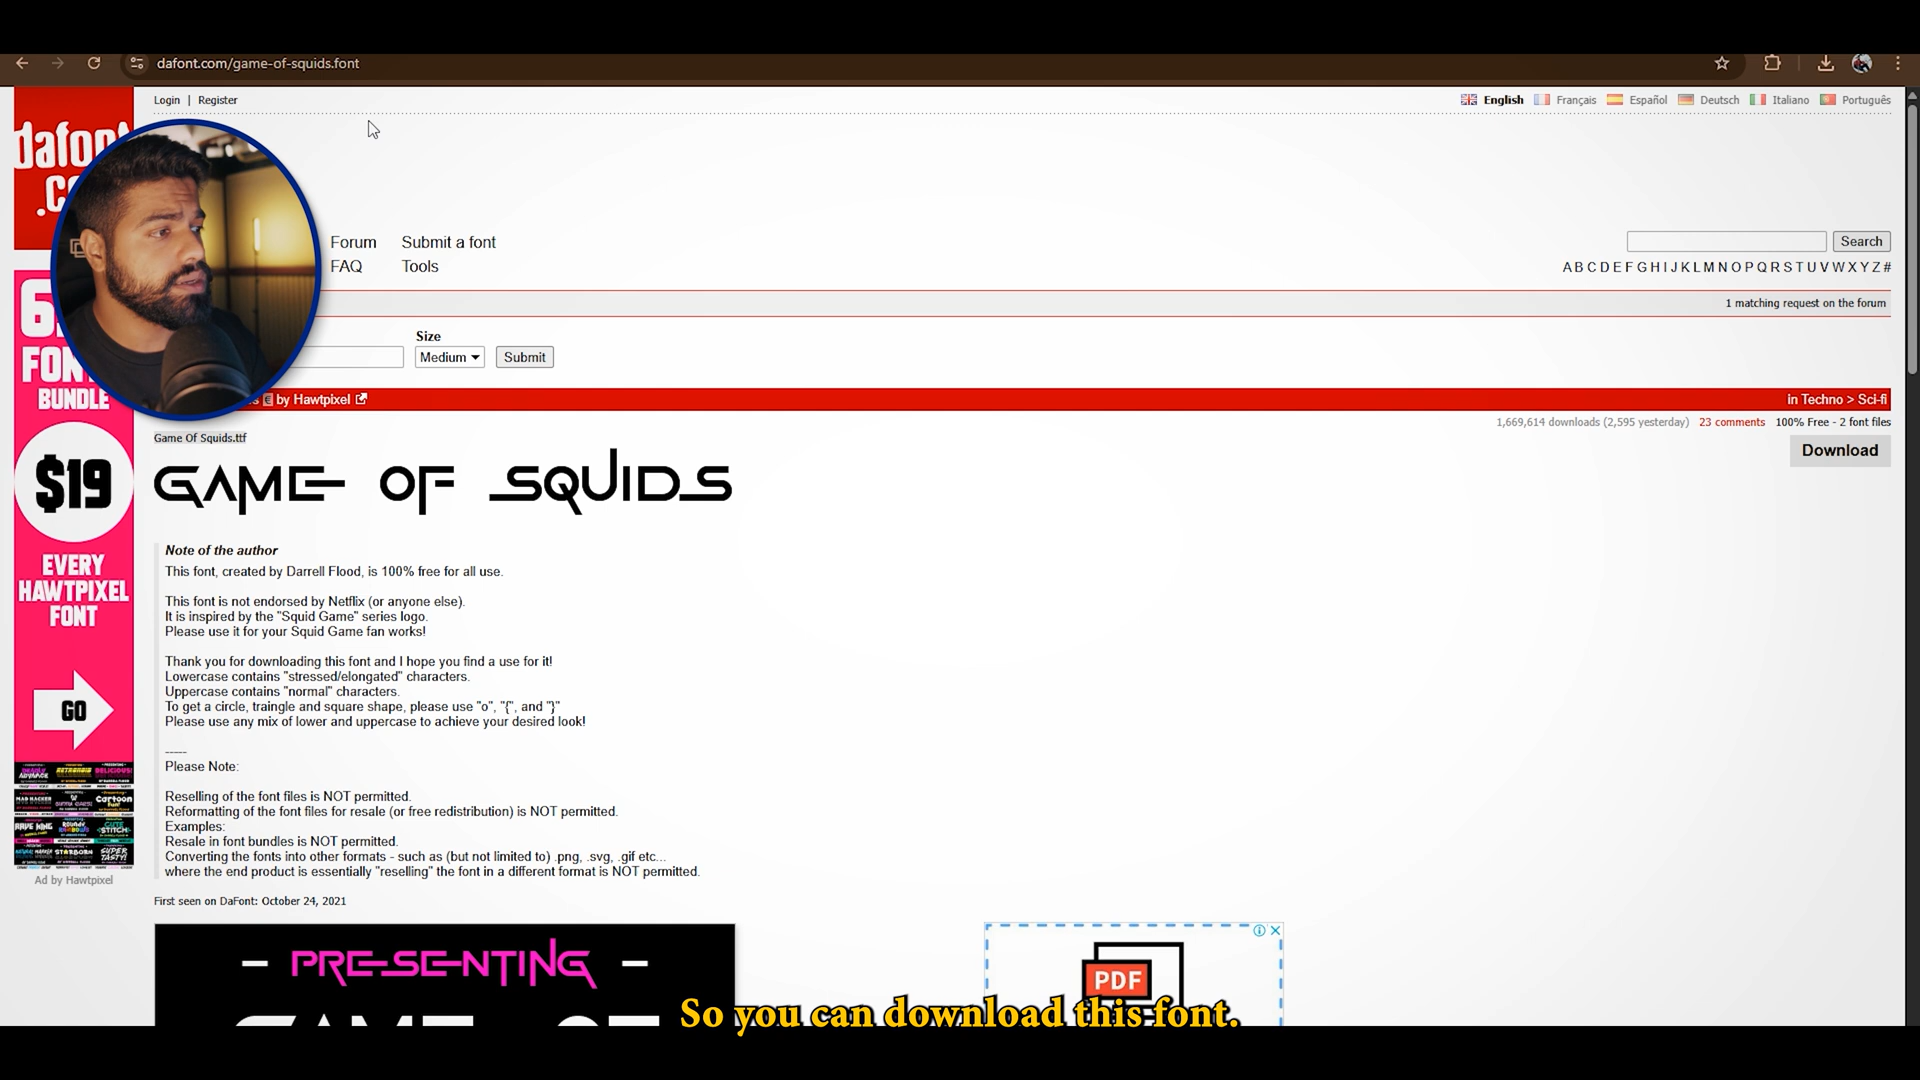 dafont.com/game-of-squids.font
Login | Register
English Français Español Deutsch Italiano Português
dafont
.co
Forum Submit a font
FAQ Tools
Search
A B C D E F G H I J K L M N O P Q R S T U V W X Y Z #
1 matching request on the forum
Size
Medium Submit
s € by Hawtpixel
in Techno > Sci-fi
1,669,614 downloads (2,595 yesterday) 23 comments 100% Free - 2 font files
Download
Game Of Squids.ttf
GAME OF SQUIDS
Note of the author
This font, created by Darrell Flood, is 100% free for all use.
This font is not endorsed by Netflix (or anyone else).
It is inspired by the "Squid Game" series logo.
Please use it for your Squid Game fan works!
Thank you for downloading this font and I hope you find a use for it!
Lowercase contains "stressed/elongated" characters.
Uppercase contains "normal" characters.
To get a circle, traingle and square shape, please use "o", "{", and "}"
Please use any mix of lower and uppercase to achieve your desired look!
-----
Please Note:
Reselling of the font files is NOT permitted.
Reformatting of the font files for resale (or free redistribution) is NOT permitted.
Examples:
Resale in font bundles is NOT permitted.
Converting the fonts into other formats - such as (but not limited to) .png, .svg, .gif etc...
where the end product is essentially "reselling" the font in a different format is NOT permitted.
First seen on DaFont: October 24, 2021
6
FON
BUNDLE
$19
EVERY
HAWTPIXEL
FONT
GO
Ad by Hawtpixel
- PRESENTING -
GAME OF
PDF
So you can download this font.